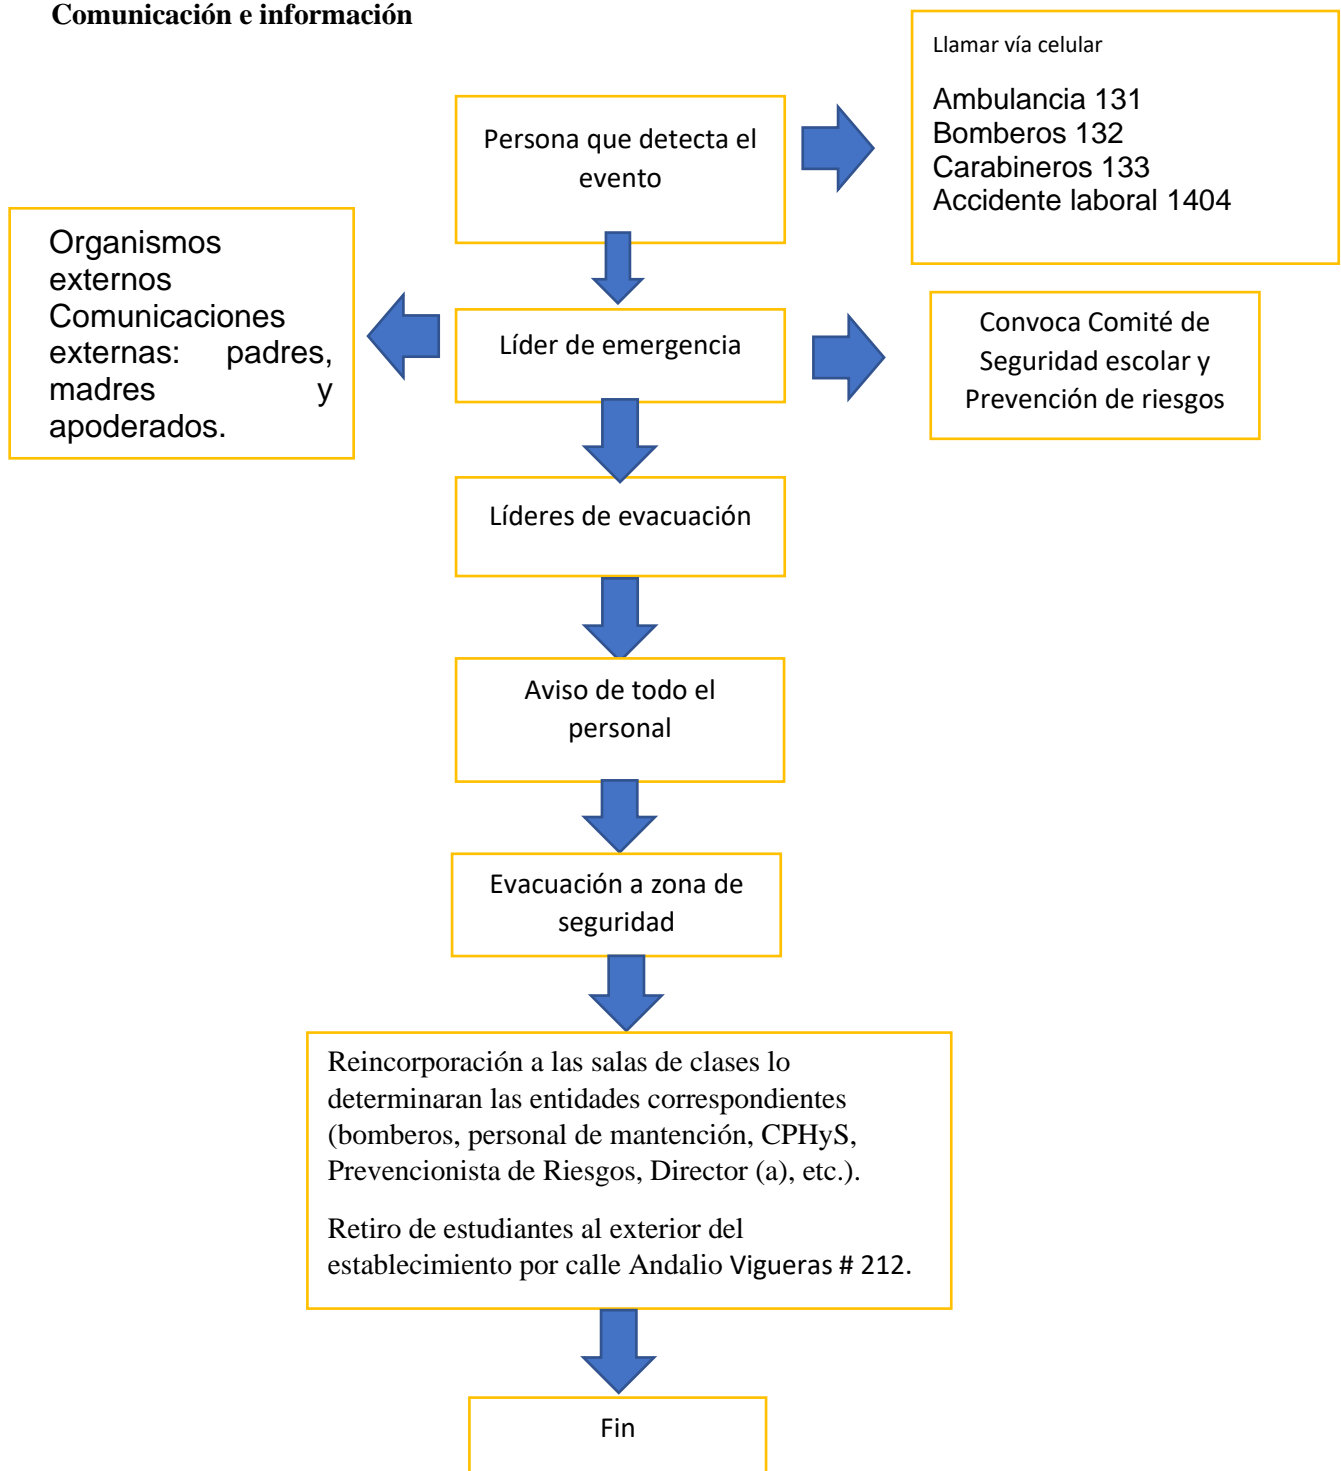 Comunicación e información
Llamar vía celular
Ambulancia 131
Bomberos 132
Carabineros 133
Accidente laboral 1404
Persona que detecta el
evento
Organismos
externos
Comunicaciones
externas: padres,
madres y
apoderados.
Líder de emergencia
Convoca Comité de
Seguridad escolar y
Prevención de riesgos
Líderes de evacuación
Aviso de todo el
personal
Evacuación a zona de
seguridad
Reincorporación a las salas de clases lo
determinaran las entidades correspondientes
(bomberos, personal de mantención, CPHyS,
Prevencionista de Riesgos, Director (a), etc.).
Retiro de estudiantes al exterior del
establecimiento por calle Andalio Vigueras # 212.
Fin